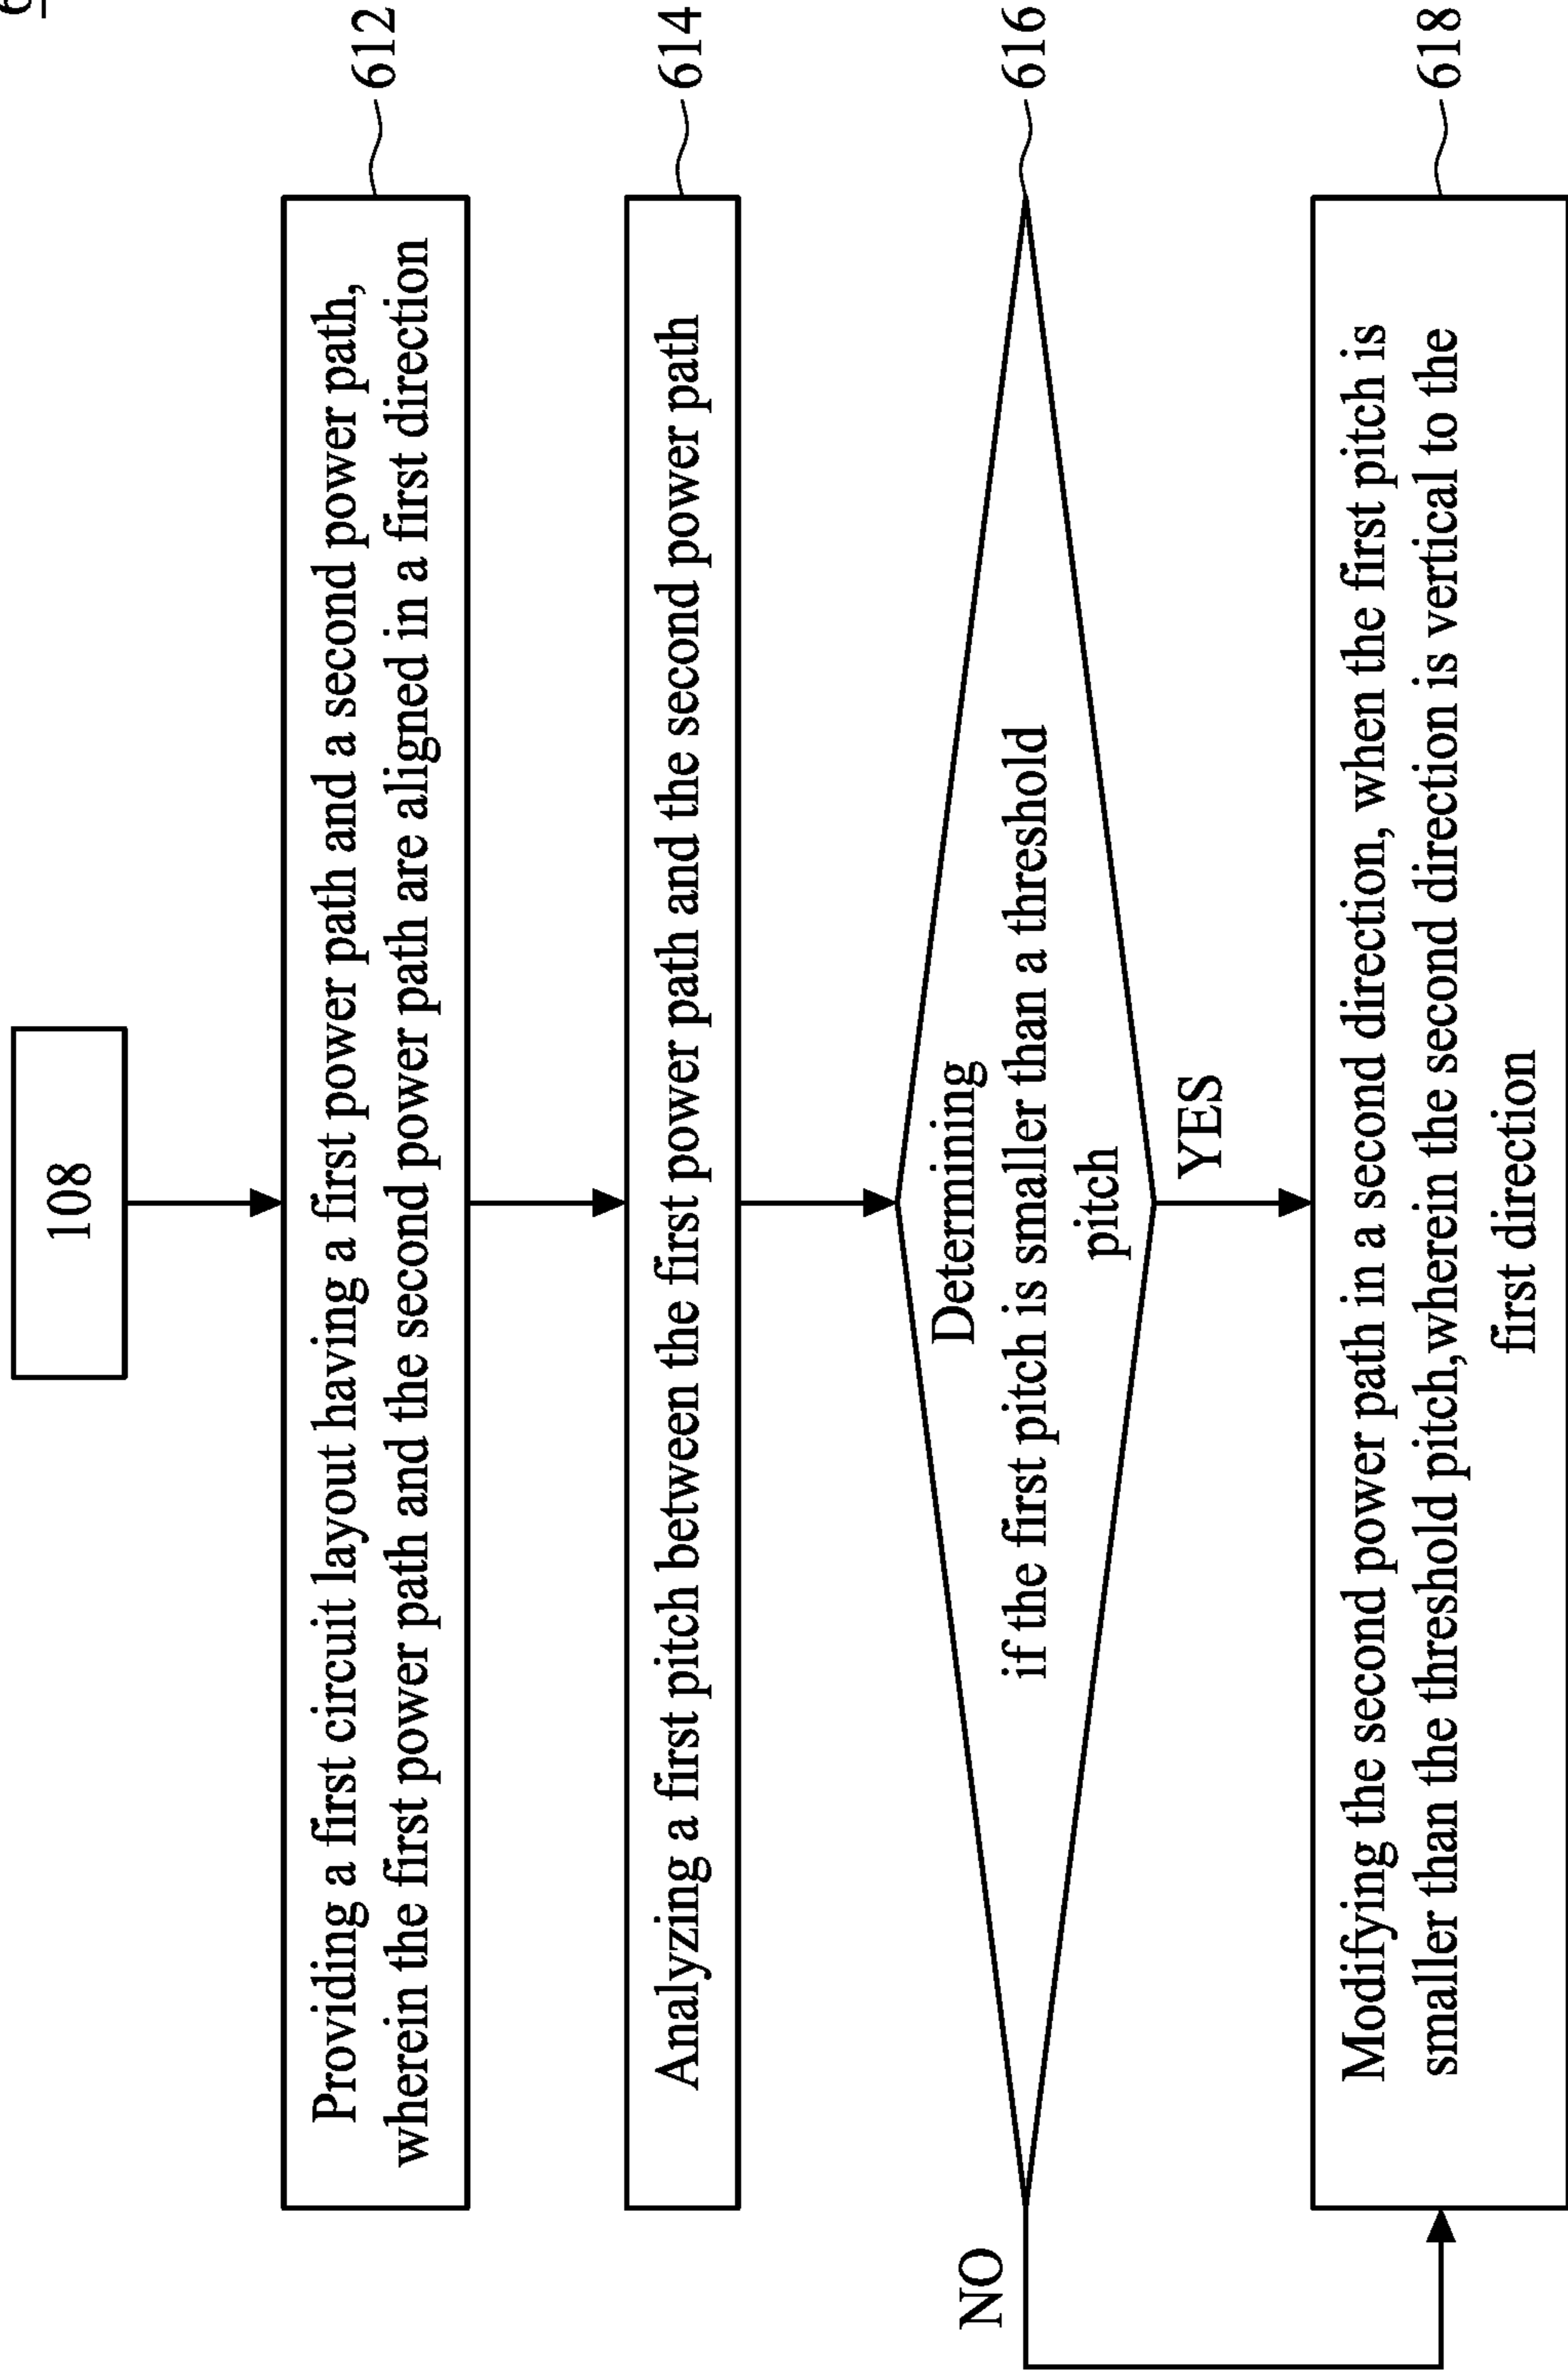 108
Providing a first circuit layout having a first power path and a second power path,
wherein the first power path and the second power path are aligned in a first direction
612
Analyzing a first pitch between the first power path and the second power path
614
Determining
if the first pitch is smaller than a threshold
pitch
616
NO
YES
Modifying the second power path in a second direction, when the first pitch is
smaller than the threshold pitch,wherein the second direction is vertical to the
first direction
618